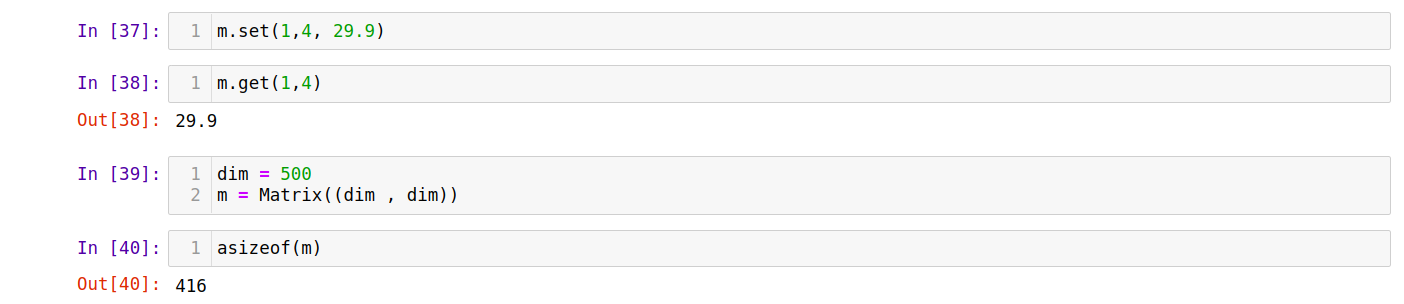 In [37]: 1 m.set(1,4, 29.9)
In [38]: 1 m.get(1,4)
Out[38]: 29.9
In [39]: 1 dim = 500
2 m = Matrix((dim , dim))
In [40]: 1 asizeof(m)
Out[40]: 416